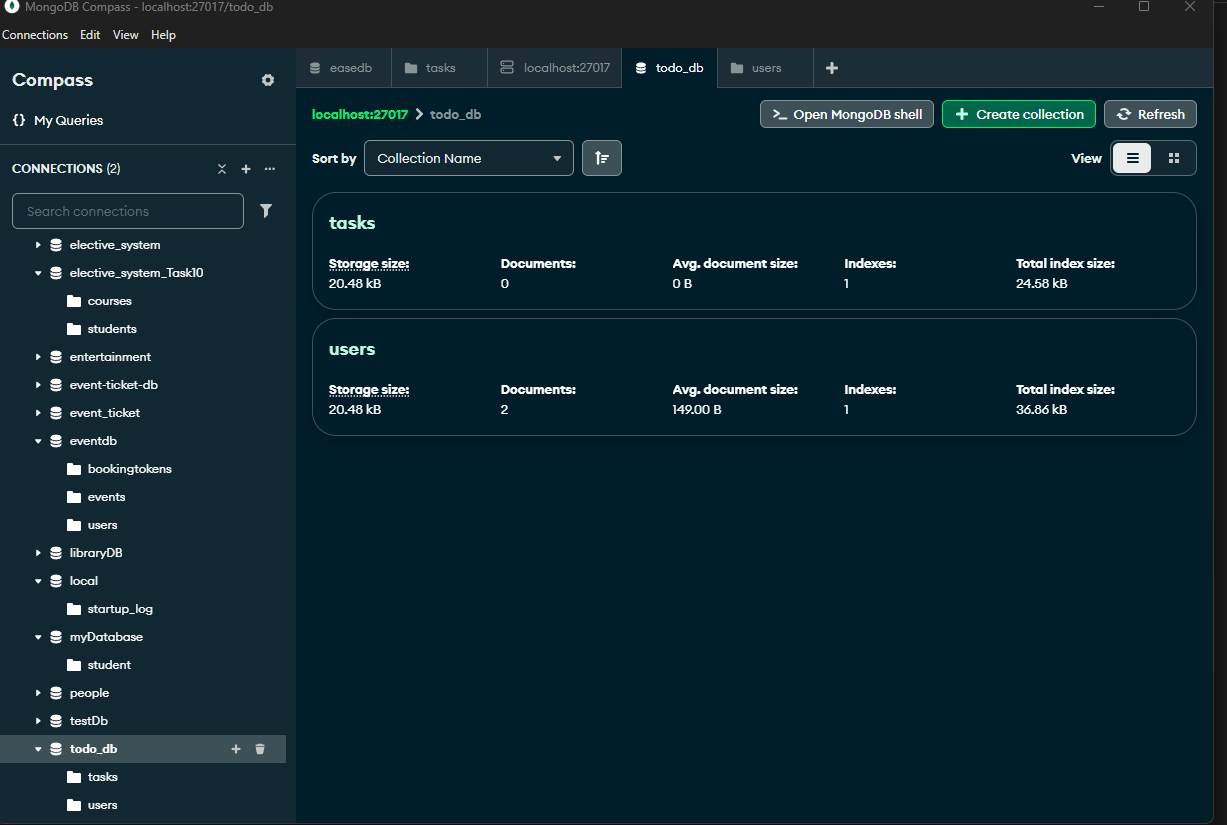 MongoDB Compass - localhost:27017/todo_db
Connections Edit View Help
Compass
My Queries
CONNECTIONS (2)
Search connections
elective_system
elective_system_Task10
courses
students
entertainment
event-ticket-db
event_ticket
eventdb
bookingtokens
events
users
libraryDB
local
startup_log
myDatabase
student
people
testDb
todo_db
tasks
users
easedb tasks localhost:27017 todo_db users
localhost:27017 todo_db
Open MongoDB shell Create collection Refresh
Sort by Collection Name View
tasks
Storage size: Documents: Avg. document size: Indexes: Total index size:
20.48 kB 0 0 B 1 24.58 kB
users
Storage size: Documents: Avg. document size: Indexes: Total index size:
20.48 kB 2 149.00 B 1 36.86 kB